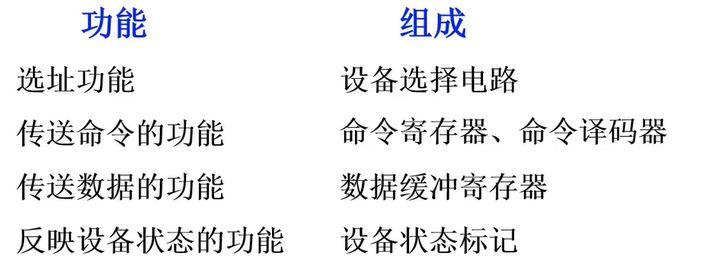 功能 组成
选址功能 设备选择电路
传送命令的功能 命令寄存器、命令译码器
传送数据的功能 数据缓冲寄存器
反映设备状态的功能 设备状态标记